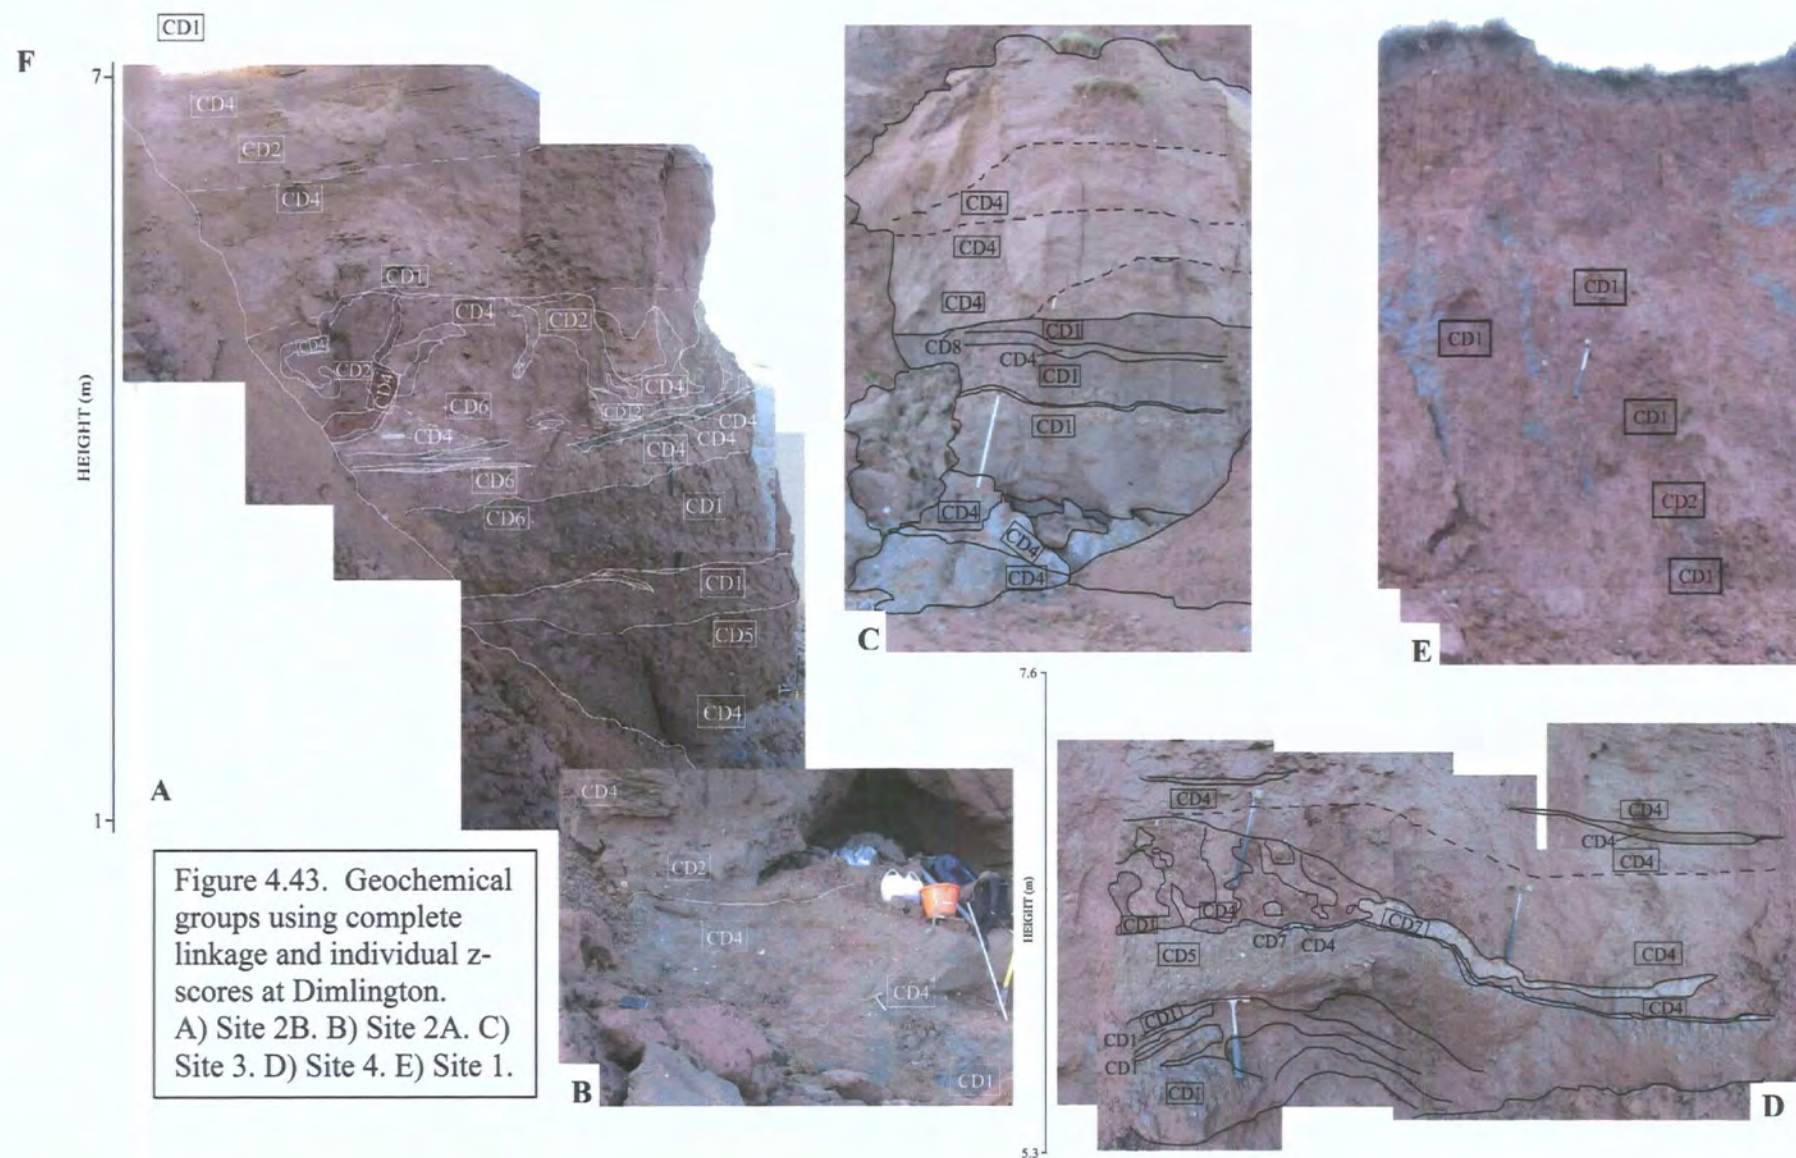 CD1
F
7
HEIGHT (m)
1
CD4
CD2
CD4
CD1
CD4
CD2
CD4
CD2
CD4
CD4
CD6
CD4
CD4
CD4
CD4
CD6
CD6
CD1
CD1
CD5
CD4
A
CD4
CD4
CD4
CD1
CD8
CD4
CD1
CD1
CD4
CD4
CD4
C
CD1
CD1
CD1
CD2
CD1
E
Figure 4.43. Geochemical
groups using complete
linkage and individual z-
scores at Dimlington.
A) Site 2B. B) Site 2A. C)
Site 3. D) Site 4. E) Site 1.
CD4
CD2
CD4
CD4
CD1
B
7.6
HEIGHT (m)
5.3
CD4
CD4
CD4
CD4
CD1
CD4
CD7
CD7
CD4
CD5
CD4
CD4
CD1
CD1
CD1
D